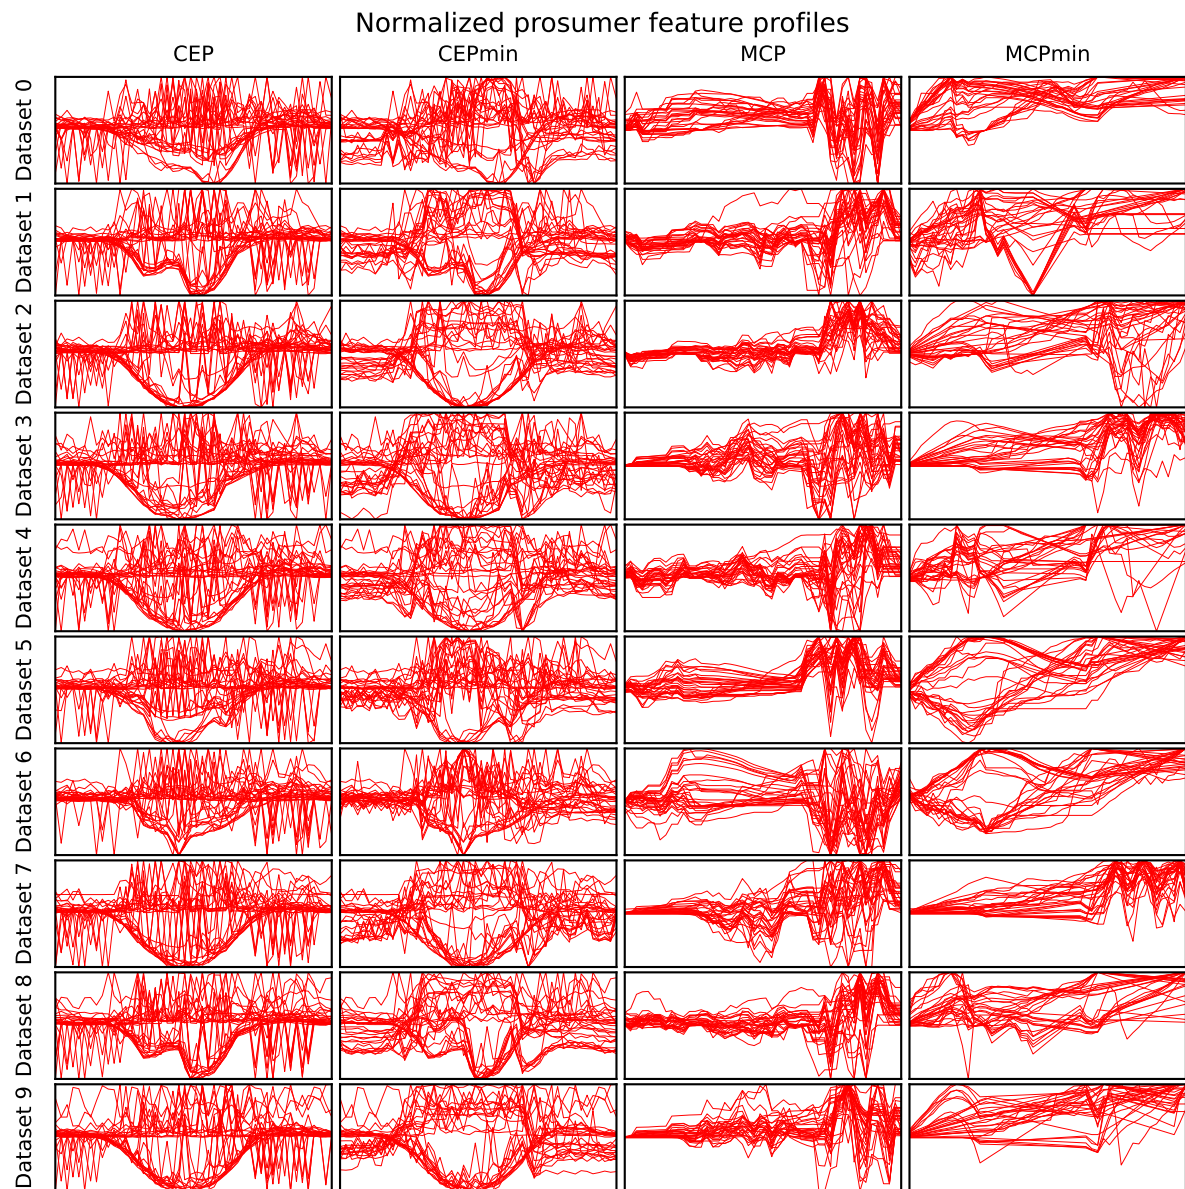 Normalized prosumer feature profiles
CEP CEPmin MCP MCPmin
Dataset 0
Dataset 1
Dataset 2
Dataset 3
Dataset 4
Dataset 5
Dataset 6
Dataset 7
Dataset 8
Dataset 9